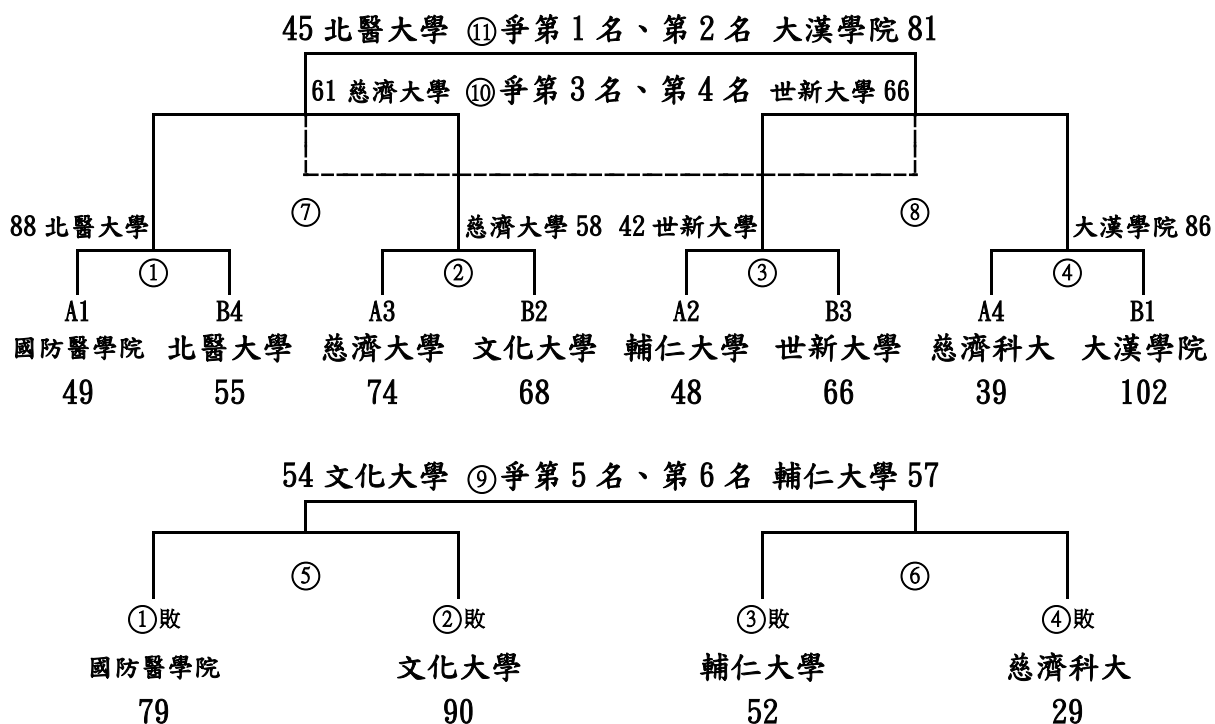 45 北醫大學 ⑪爭第 1 名、第 2 名 大漢學院 81
61 慈濟大學 ⑩爭第 3 名、第 4 名 世新大學 66
⑦ ⑧
88 北醫大學 慈濟大學 58 42 世新大學 大漢學院 86
① ② ③ ④
A1 B4 A3 B2 A2 B3 A4 B1
國防醫學院 北醫大學 慈濟大學 文化大學 輔仁大學 世新大學 慈濟科大 大漢學院
49 55 74 68 48 66 39 102
54 文化大學 ⑨爭第 5 名、第 6 名 輔仁大學 57
⑤ ⑥
①敗 ②敗 ③敗 ④敗
國防醫學院 文化大學 輔仁大學 慈濟科大
79 90 52 29